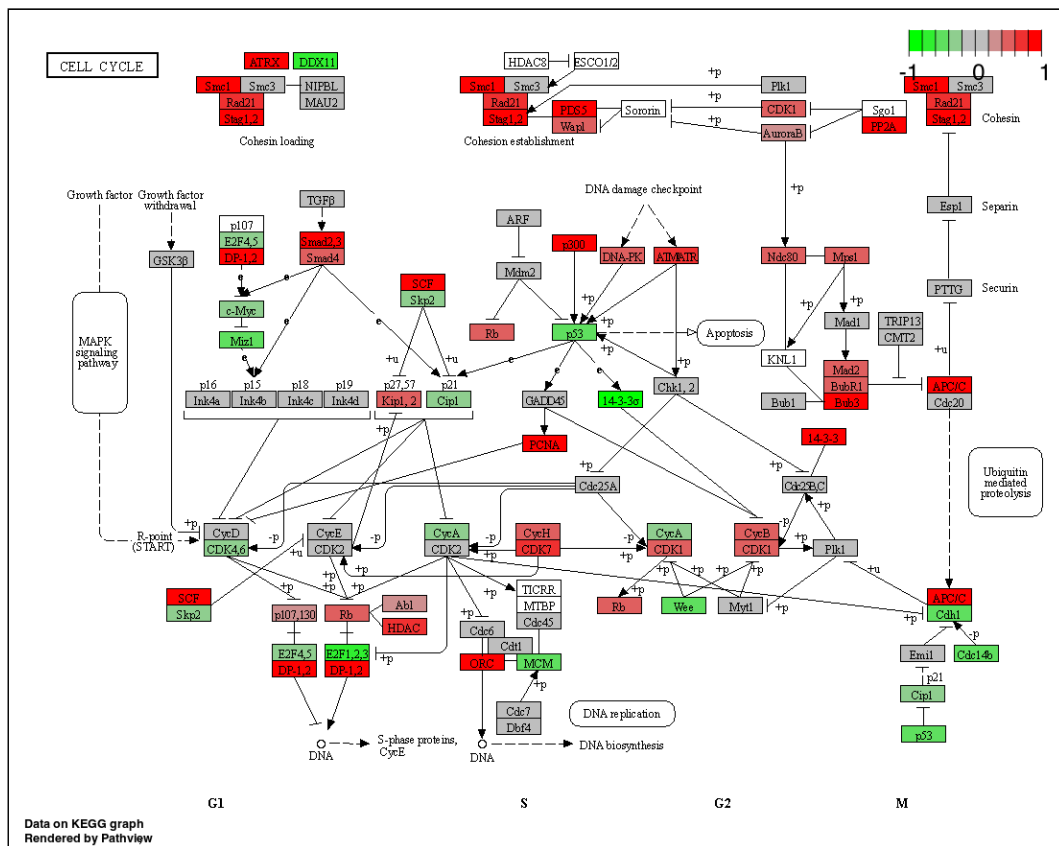 CELL CYCLE
ATRX
DDX11
Smc1
Smc3
Rad21
Stag1,2
NIPBL
MAU2
Cohesin loading
HDAC8
ESCO1/2
Smc1
Smc3
Rad21
Stag1,2
PDS5
Wapl
Sororin
+p
+p
+p
Cohesion establishment
Plk1
CDK1
AuroraB
Sgo1
PP2A
-1
0
1
Smc1
Smc3
Rad21
Stag1,2
Cohesin
Growth factor
Growth factor
withdrawal
GSK3β
MAPK
signaling
pathway
p107
E2F4,5
DP-1,2
e
c-Myc
Miz1
e
TGFβ
Smad2,3
Smad4
e
e
SCF
Skp2
+u
+u
ARF
Mdm2
Rb
DNA damage checkpoint
p300
DNA-PK
ATM/ATR
+p
+p
+p
+p
p53
Apoptosis
e
e
e
+p
Ndc80
Mps1
+p
+p
Mad1
KNL1
TRIP13
CMT2
Mad2
BubR1
Bub3
Bub1
Esp1
Separin
PTTG
Securin
+u
APC/C
Cdc20
p16
p15
p18
p19
Ink4a
Ink4b
Ink4c
Ink4d
p27,57
Kip1, 2
p21
Cip1
GADD45
14-3-3σ
Chk1, 2
PCNA
14-3-3
+p
+p
+p
Cdc25A
Cdc25B,C
Ubiquitin
mediated
proteolysis
R-point
(START)
+p
CycD
CDK4,6
-p
+u
CycE
CDK2
-p
CycA
CDK2
-p
+p
CycH
CDK7
+p
+p
CycA
CDK1
CycB
CDK1
-p
+p
+p
Plk1
+u
SCF
Skp2
+p
+p
+p
+p
p107,130
Rb
Abl
HDAC
E2F4,5
DP-1,2
E2F1,2,3
DP-1,2
+p
+p
Cdc6
Cdt1
ORC
MCM
TICRR
MTBP
Cdc45
+p
Cdc7
Dbf4
+p
+p
Rb
Wee
Myt1
+p
+p
APC/C
Cdh1
-p
Emi1
Cdc14b
p21
Cip1
p53
DNA replication
DNA
S-phase proteins,
CycE
DNA
DNA biosynthesis
G1
S
G2
M
Data on KEGG graph
Rendered by Pathview